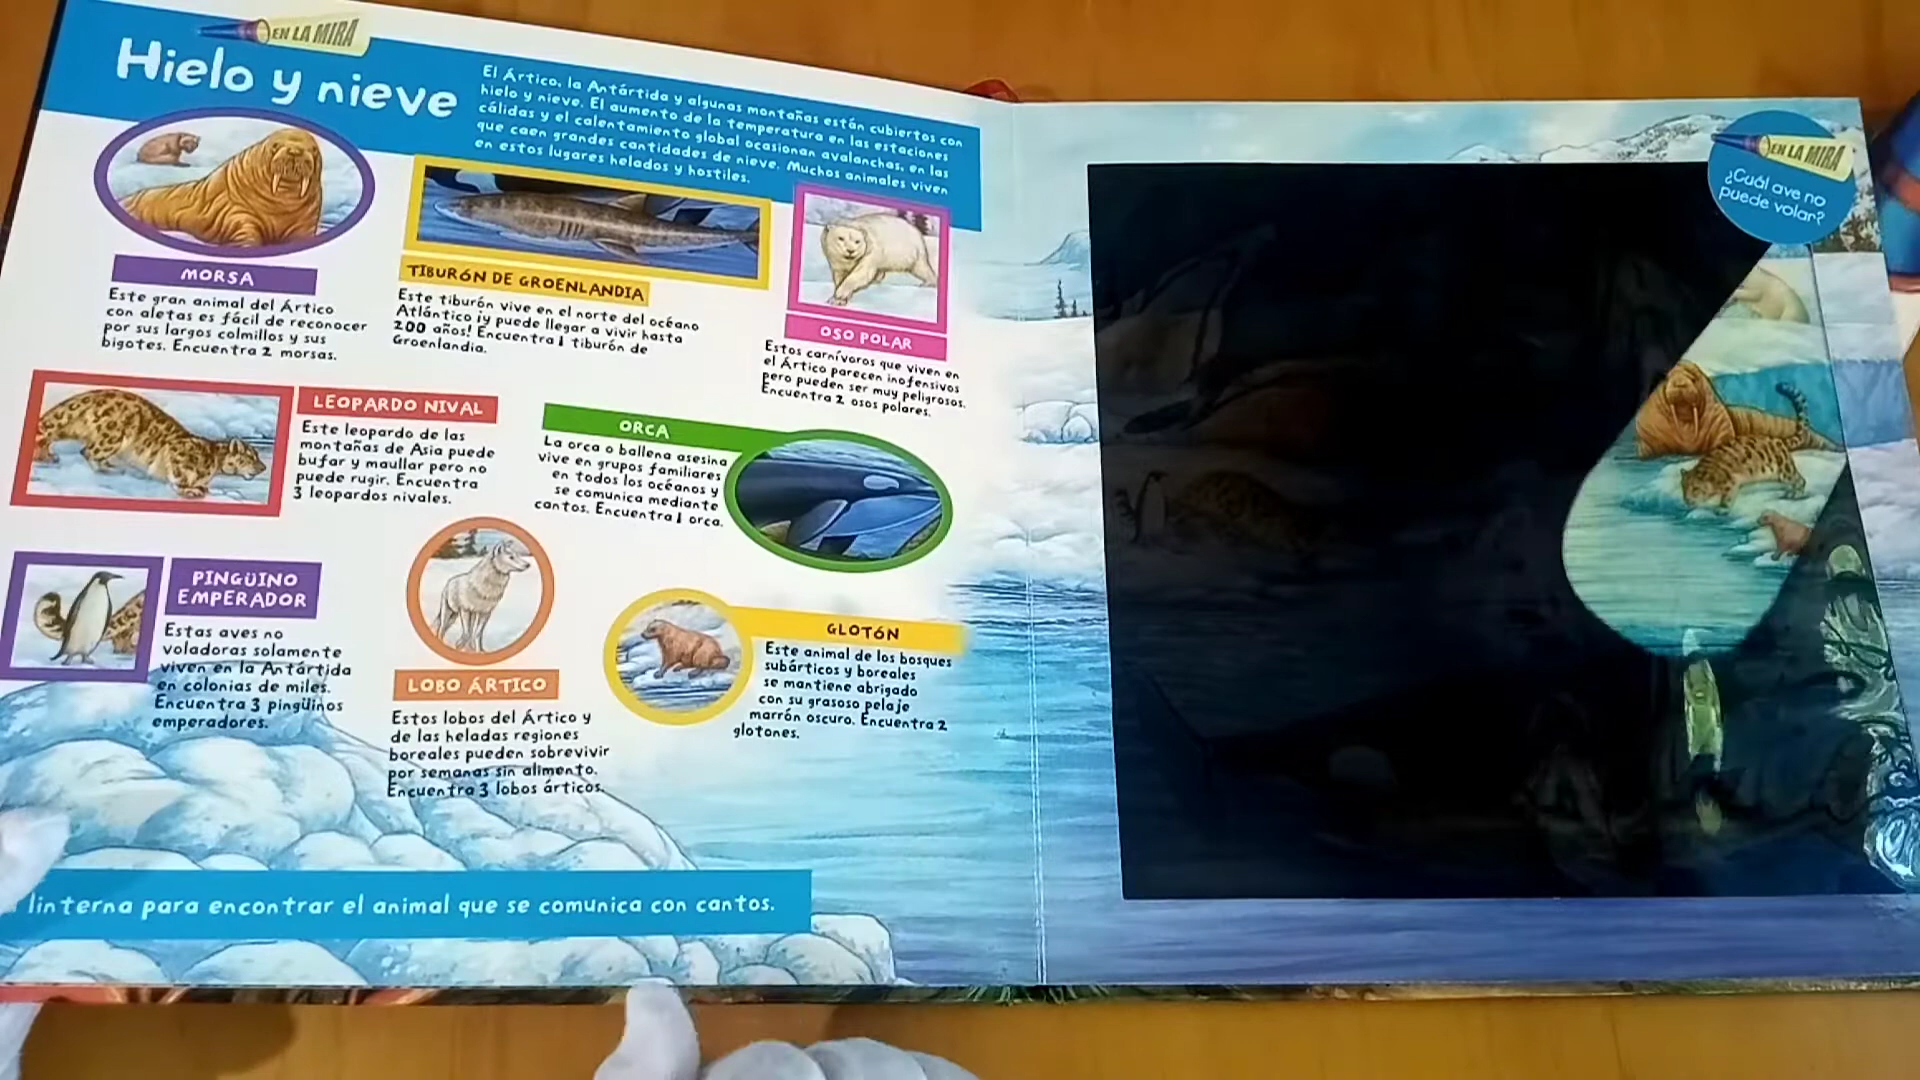 EN LA MIRA
Hielo y nieve
El Ártico, la Antártida y algunas montañas están cubiertos con
hielo y nieve. El aumento de la temperatura en las estaciones
cálidas y el calentamiento global ocasionan avalanchas, en las
que caen grandes cantidades de nieve. Muchos animales viven
en estos lugares helados y hostiles.
MORSA
Este gran animal del Ártico
con aletas es fácil de reconocer
por sus largos colmillos y sus
bigotes. Encuentra 2 morsas.
TIBURÓN DE GROENLANDIA
Este tiburón vive en el norte del océano
Atlántico ¡y puede llegar a vivir hasta
200 años! Encuentra 1 tiburón de
Groenlandia.
OSO POLAR
Estos carnívoros que viven en
el Ártico parecen inofensivos
pero pueden ser muy peligrosos.
Encuentra 2 osos polares.
LEOPARDO NIVAL
Este leopardo de las
montañas de Asia puede
bufar y maullar pero no
puede rugir. Encuentra
3 leopardos nivales.
ORCA
La orca o ballena asesina
vive en grupos familiares
en todos los océanos y
se comunica mediante
cantos. Encuentra 1 orca.
PINGÜINO
EMPERADOR
Estas aves no
voladoras solamente
viven en la Antártida
en colonias de miles.
Encuentra 3 pingüinos
emperadores.
LOBO ÁRTICO
Estos lobos del Ártico y
de las heladas regiones
boreales pueden sobrevivir
por semanas sin alimento.
Encuentra 3 lobos árticos.
GLOTÓN
Este animal de los bosques
subárticos y boreales
se mantiene abrigado
con su grasoso pelaje
marrón oscuro. Encuentra 2
glotones.
linterna para encontrar el animal que se comunica con cantos.
EN LA MIRA
¿Cuál ave no
puede volar?